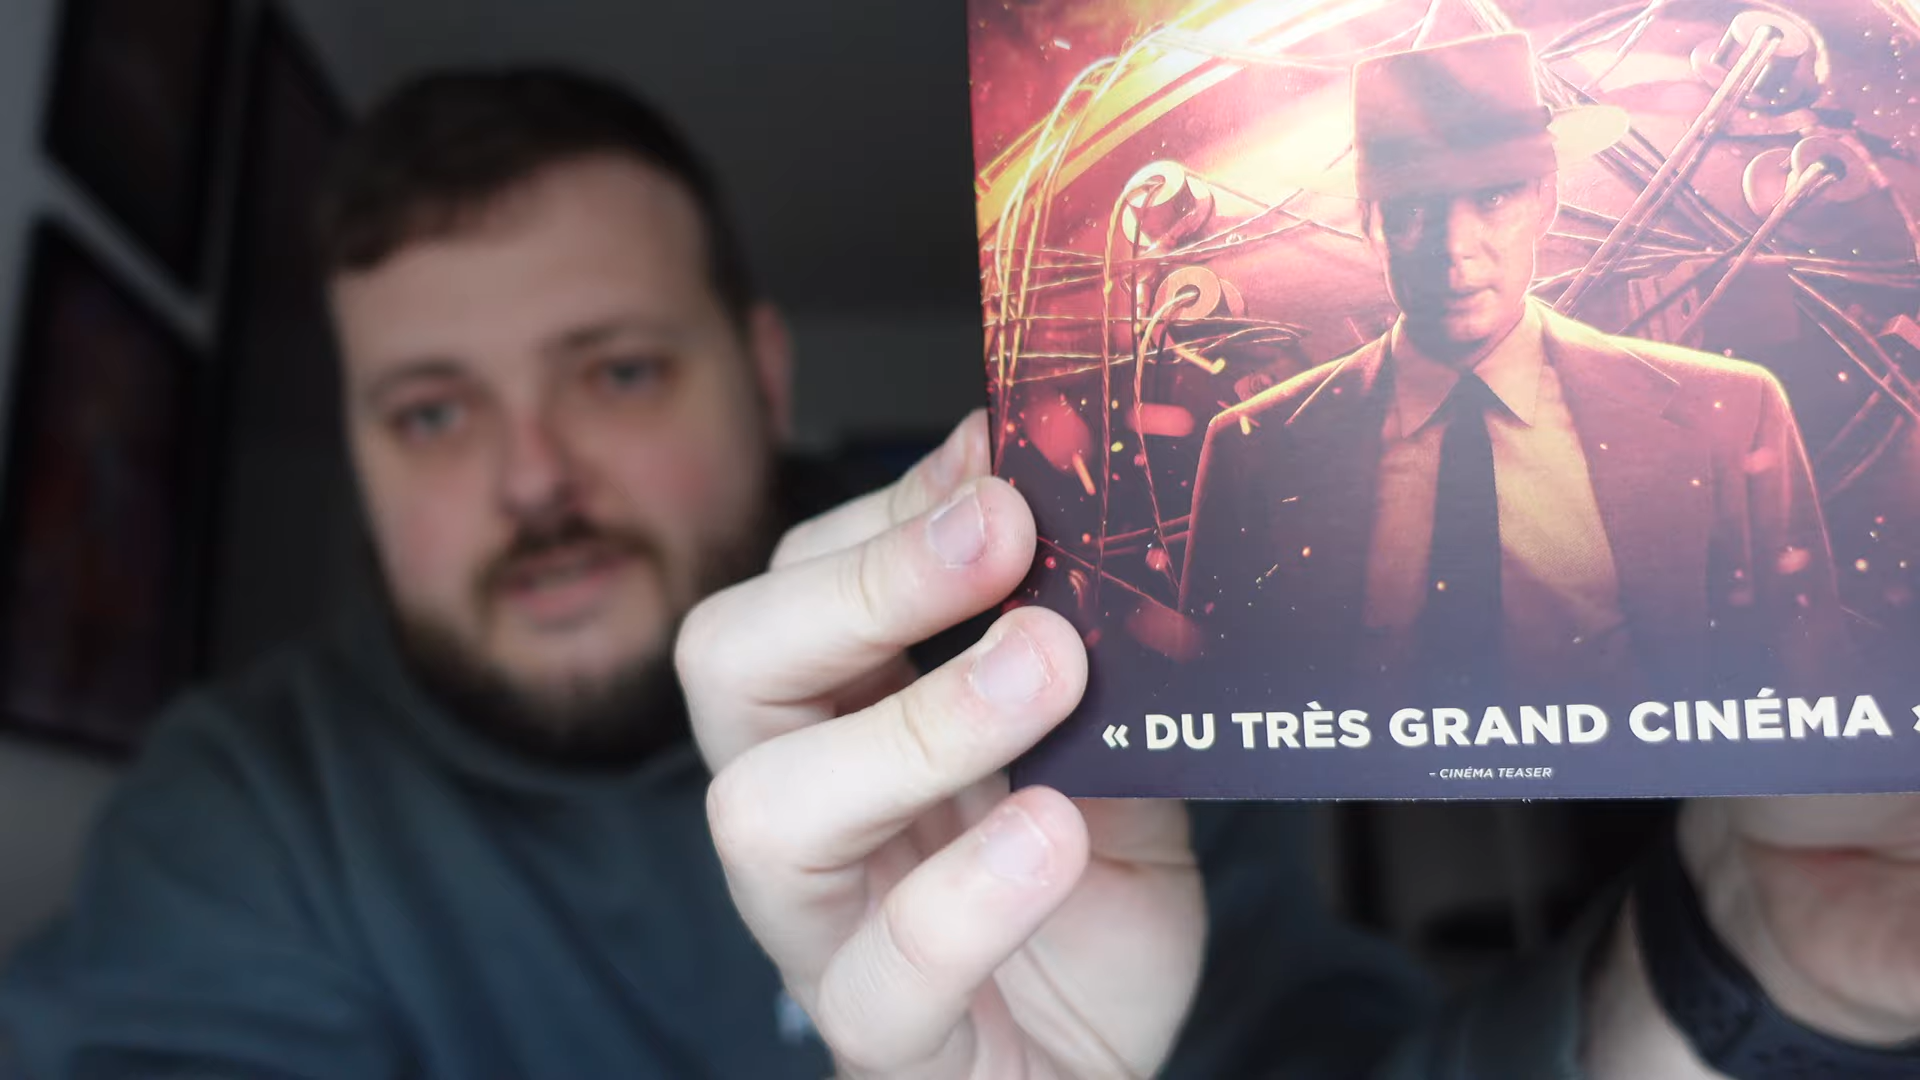 « DU TRÈS GRAND CINÉMA »
- CINÉMA TEASER